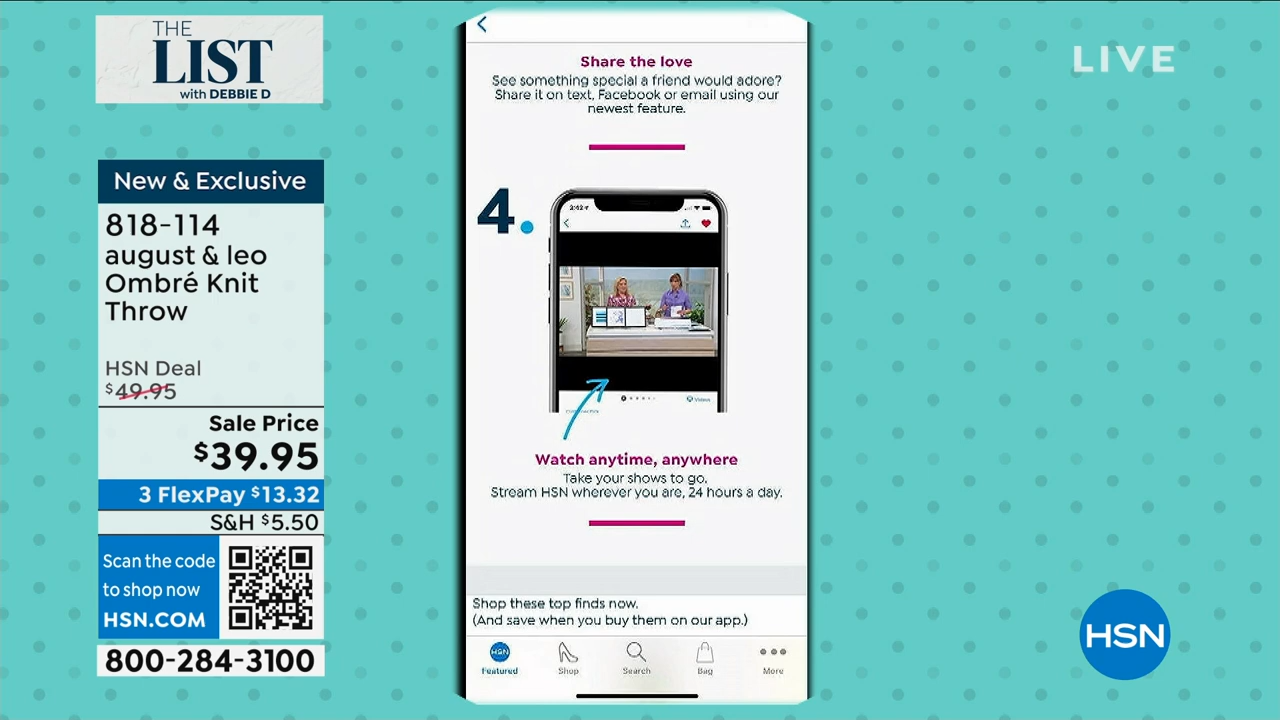 THE
LIST
with DEBBIE D
New & Exclusive
818-114
august & leo
Ombré Knit
Throw
HSN Deal
$49.95
Sale Price
$39.95
3 FlexPay $13.32
S&H $5.50
Scan the code
to shop now
HSN.COM
800-284-3100
Share the love
See something special a friend would adore?
Share it on text, Facebook or email using our
newest feature.
4.
2:42
Videos
Watch anytime, anywhere
Take your shows to go.
Stream HSN wherever you are, 24 hours a day.
Shop these top finds now.
(And save when you buy them on our app.)
HSN
Featured
Shop
Search
Bag
More
LIVE
HSN